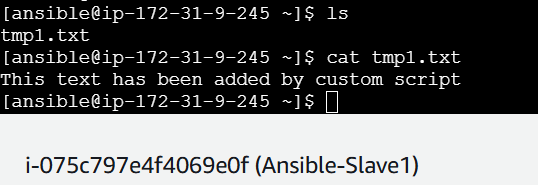 [ansible@ip-172-31-9-245 ~]$ ls
tmp1.txt
[ansible@ip-172-31-9-245 ~]$ cat tmp1.txt
This text has been added by custom script
[ansible@ip-172-31-9-245 ~]$
i-075c797e4f4069e0f (Ansible-Slave1)